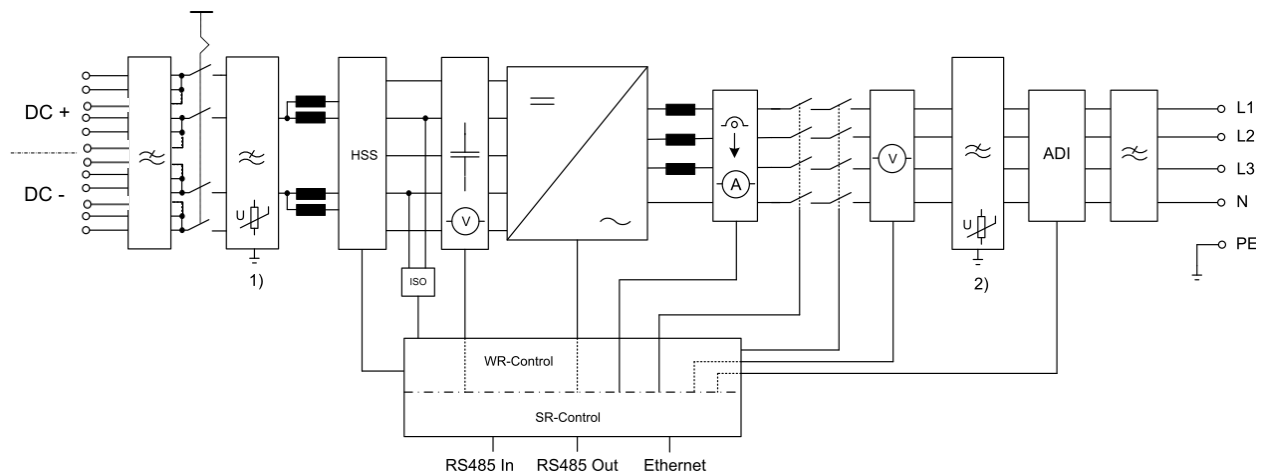 DC +
DC -
HSS
U
1)
V
ISO
A
V
U
2)
ADI
L1
L2
L3
N
PE
WR-Control
SR-Control
RS485 In
RS485 Out
Ethernet